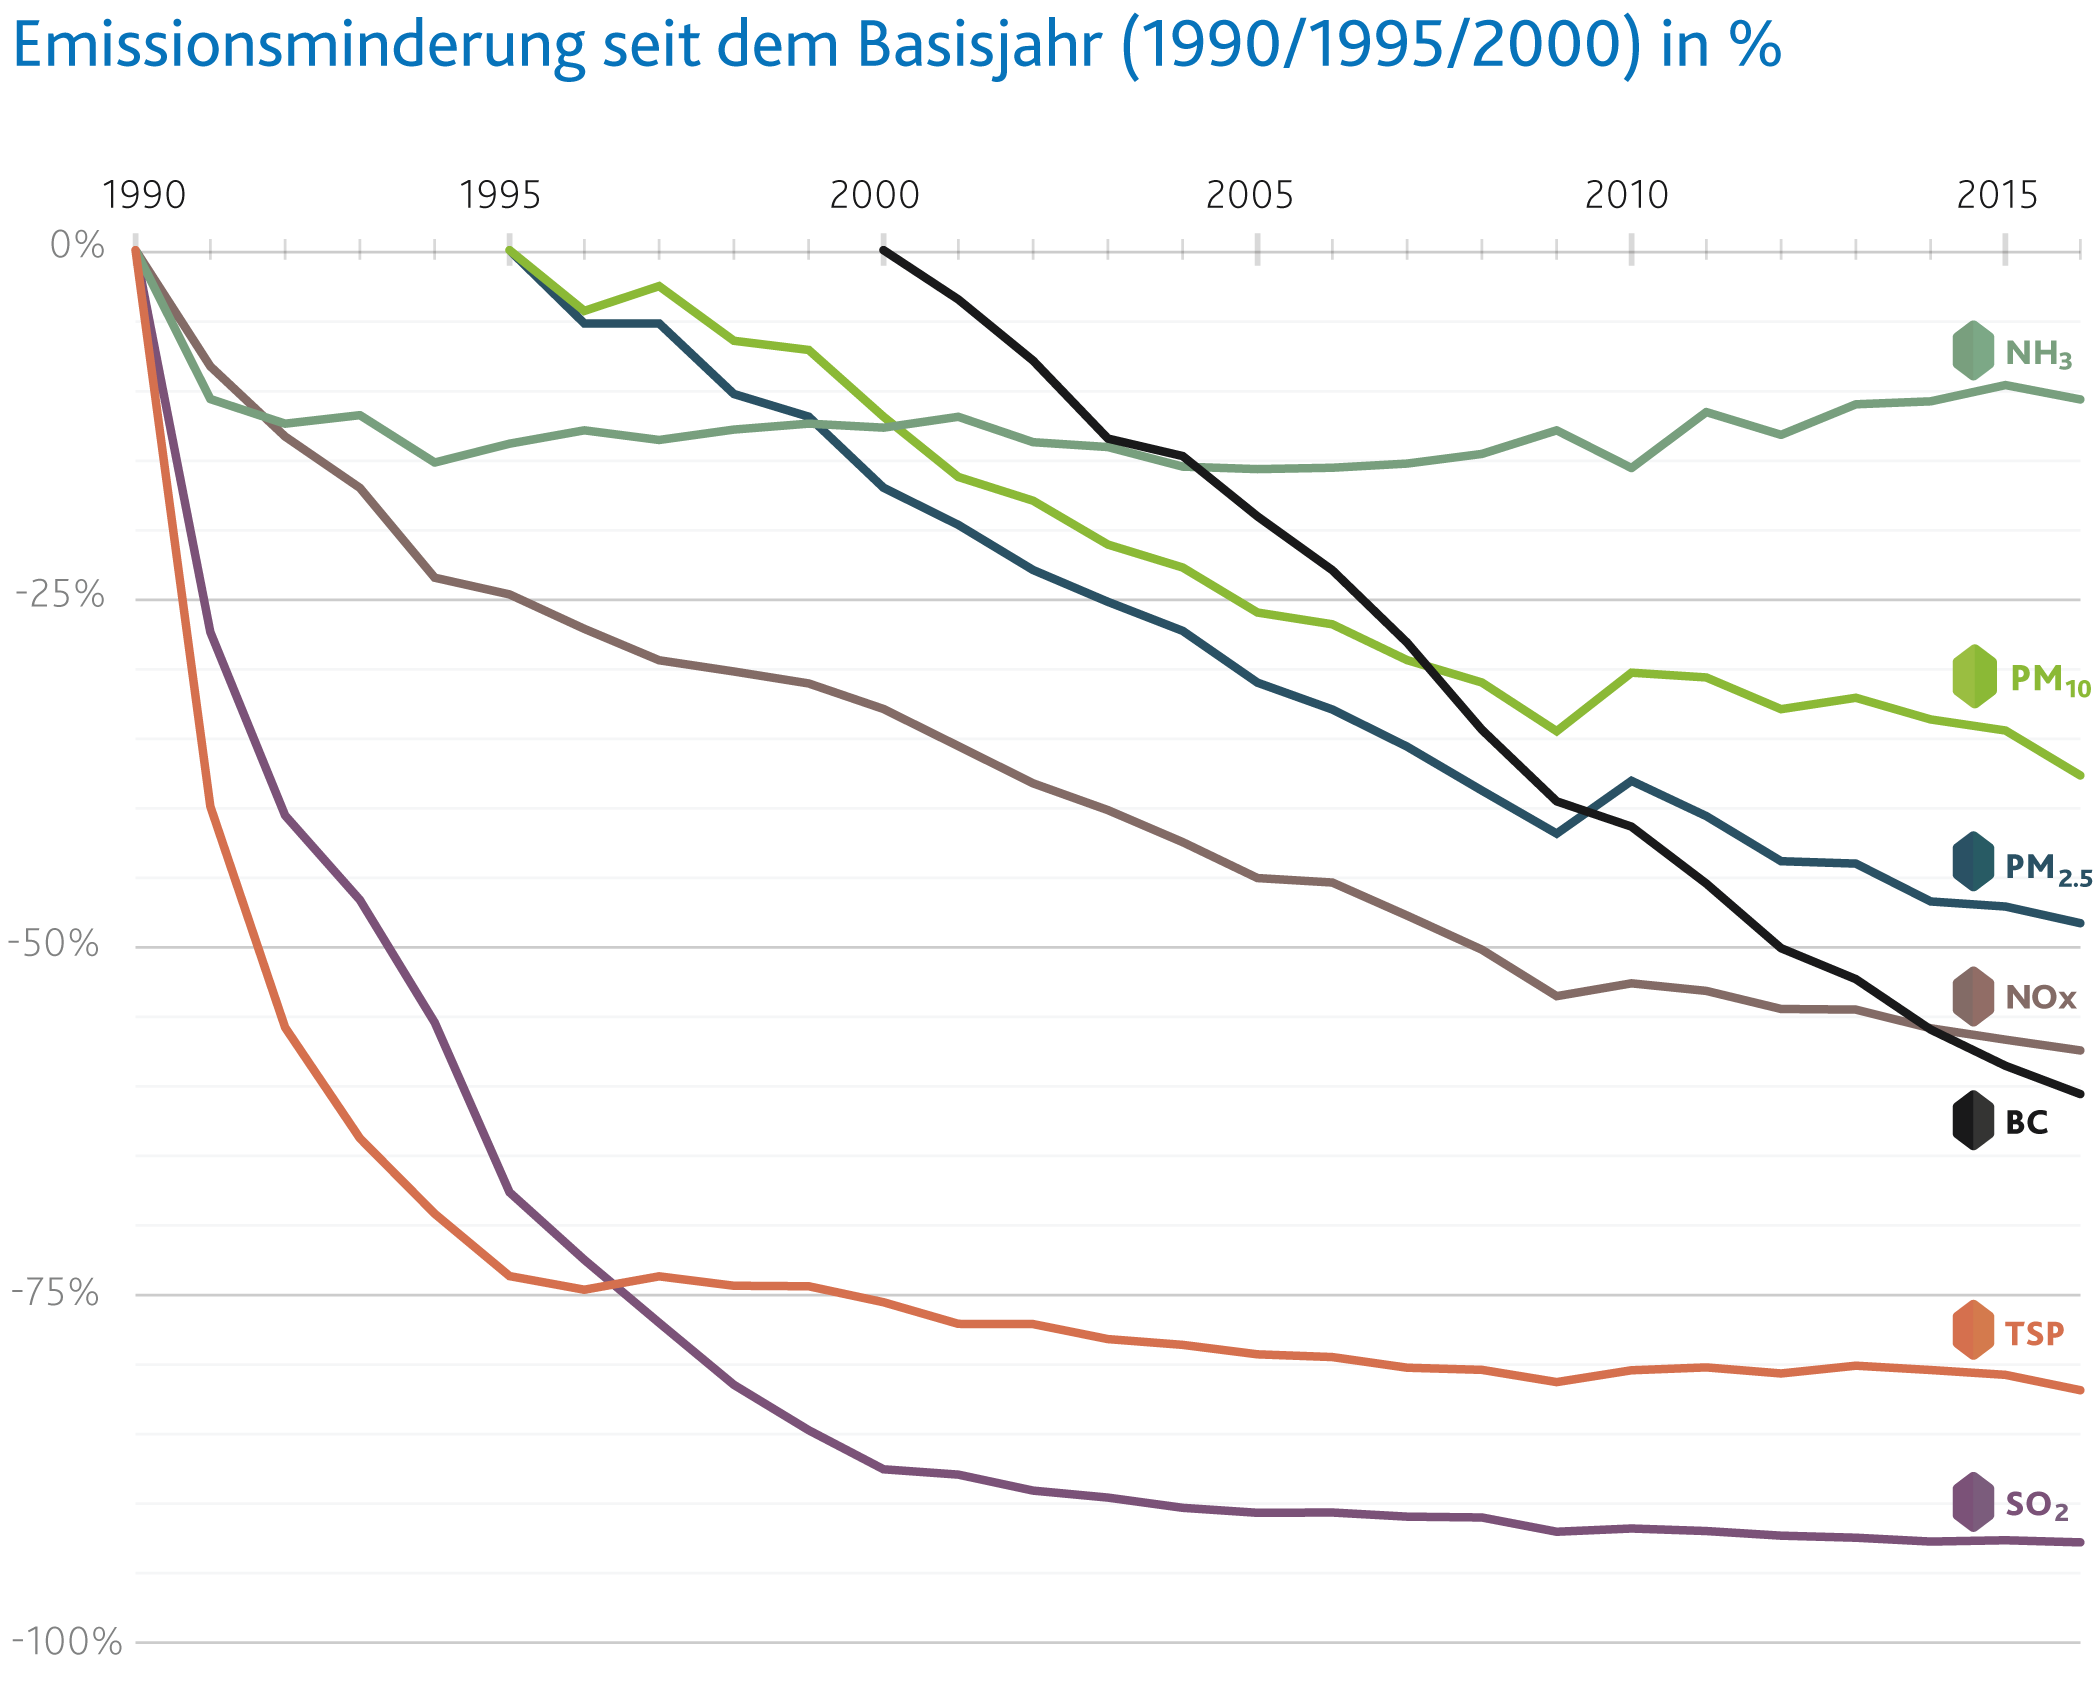 Emissionsminderung seit dem Basisjahr (1990/1995/2000) in %
1990 1995 2000 2005 2010 2015
0%
NH₃
-25%
PM₁₀
PM₂.₅
-50%
NOx
BC
-75%
TSP
SO₂
-100%